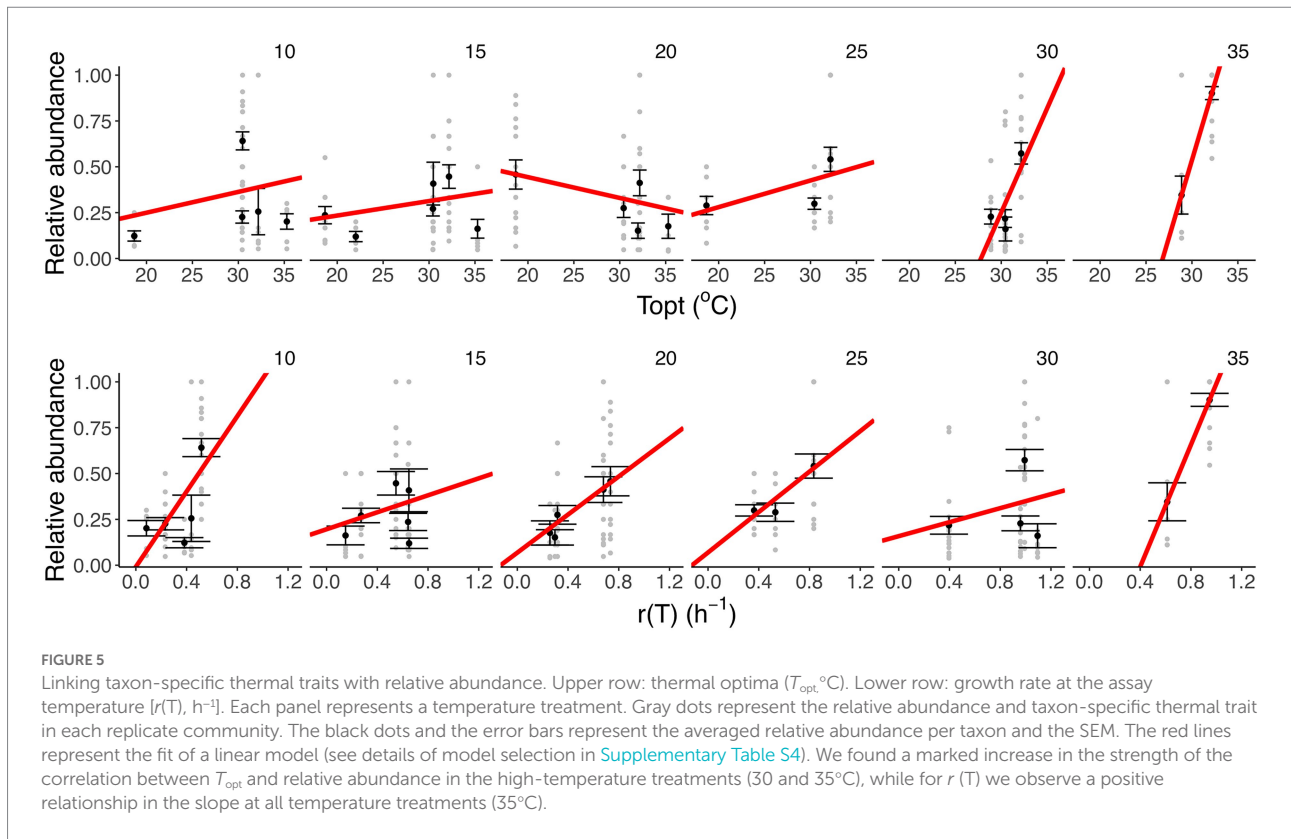 10 15 20 25 30 35
Relative abundance
1.00
0.75
0.50
0.25
0.00
20 25 30 35 20 25 30 35 20 25 30 35 20 25 30 35 20 25 30 35 20 25 30 35
Topt (°C)
10 15 20 25 30 35
Relative abundance
1.00
0.75
0.50
0.25
0.00
0.0 0.4 0.8 1.2 0.0 0.4 0.8 1.2 0.0 0.4 0.8 1.2 0.0 0.4 0.8 1.2 0.0 0.4 0.8 1.2 0.0 0.4 0.8 1.2
r(T) (h⁻¹)
FIGURE 5
Linking taxon-specific thermal traits with relative abundance. Upper row: thermal optima (Topt,°C). Lower row: growth rate at the assay
temperature [r(T), h⁻¹]. Each panel represents a temperature treatment. Gray dots represent the relative abundance and taxon-specific thermal trait
in each replicate community. The black dots and the error bars represent the averaged relative abundance per taxon and the SEM. The red lines
represent the fit of a linear model (see details of model selection in Supplementary Table S4). We found a marked increase in the strength of the
correlation between Topt and relative abundance in the high-temperature treatments (30 and 35°C), while for r (T) we observe a positive
relationship in the slope at all temperature treatments (35°C).